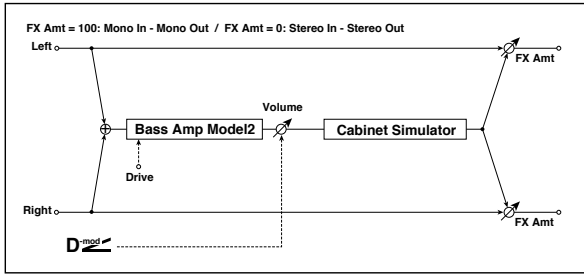 FX Amt = 100: Mono In - Mono Out / FX Amt = 0: Stereo In - Stereo Out
Left
FX Amt
Volume
Bass Amp Model2
Cabinet Simulator
Drive
Right
FX Amt
D-mod